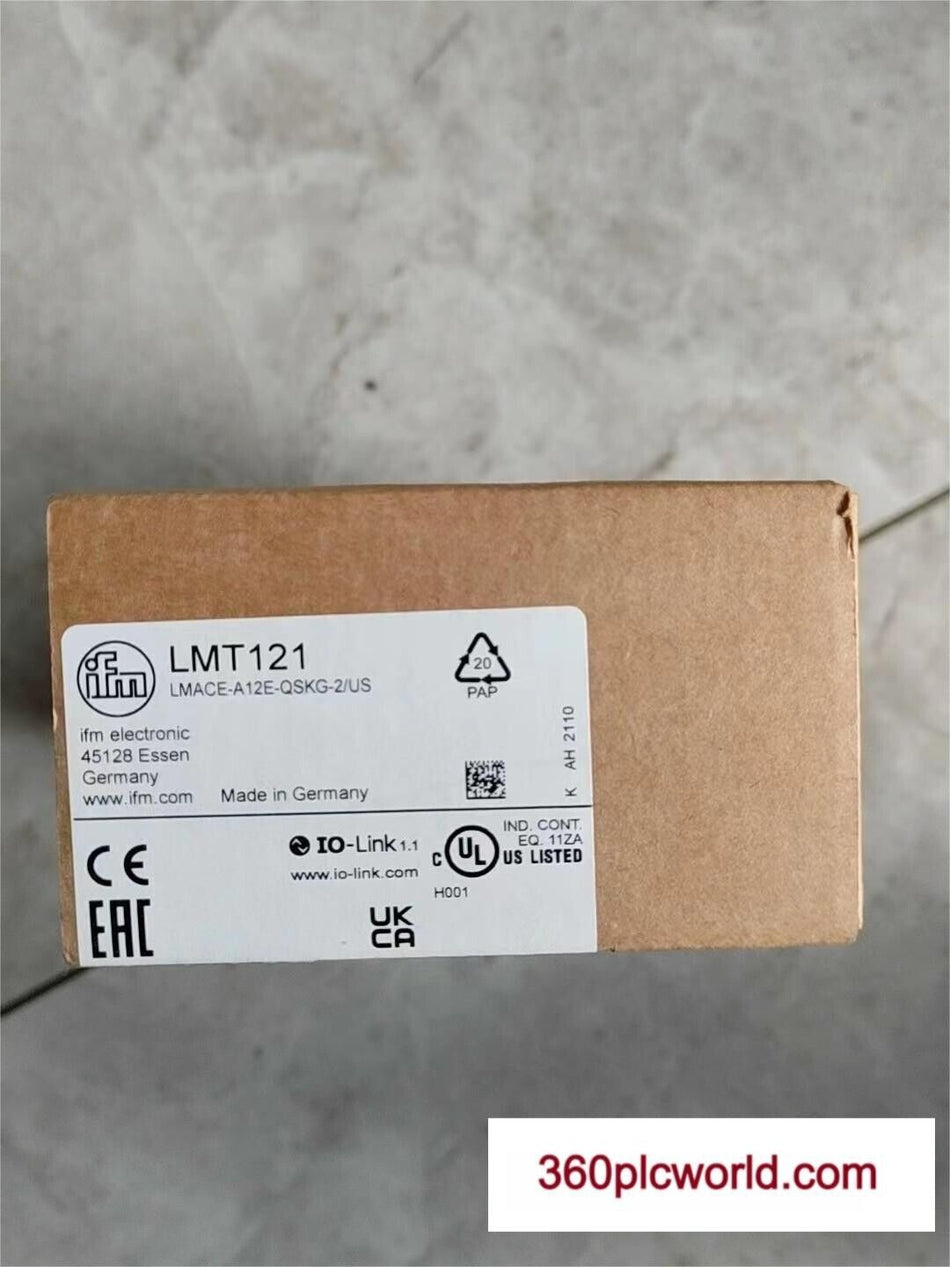 ifm
LMT121
LMACE-A12E-QSKG-2/US
20
PAP
ifm electronic
45128 Essen
Germany
www.ifm.com
Made in Germany
K AH 2110
CE
EAC
IO-Link 1.1
www.io-link.com
UK
CA
C UL US LISTED
IND. CONT.
EQ. 11ZA
H001
360plcworld.com